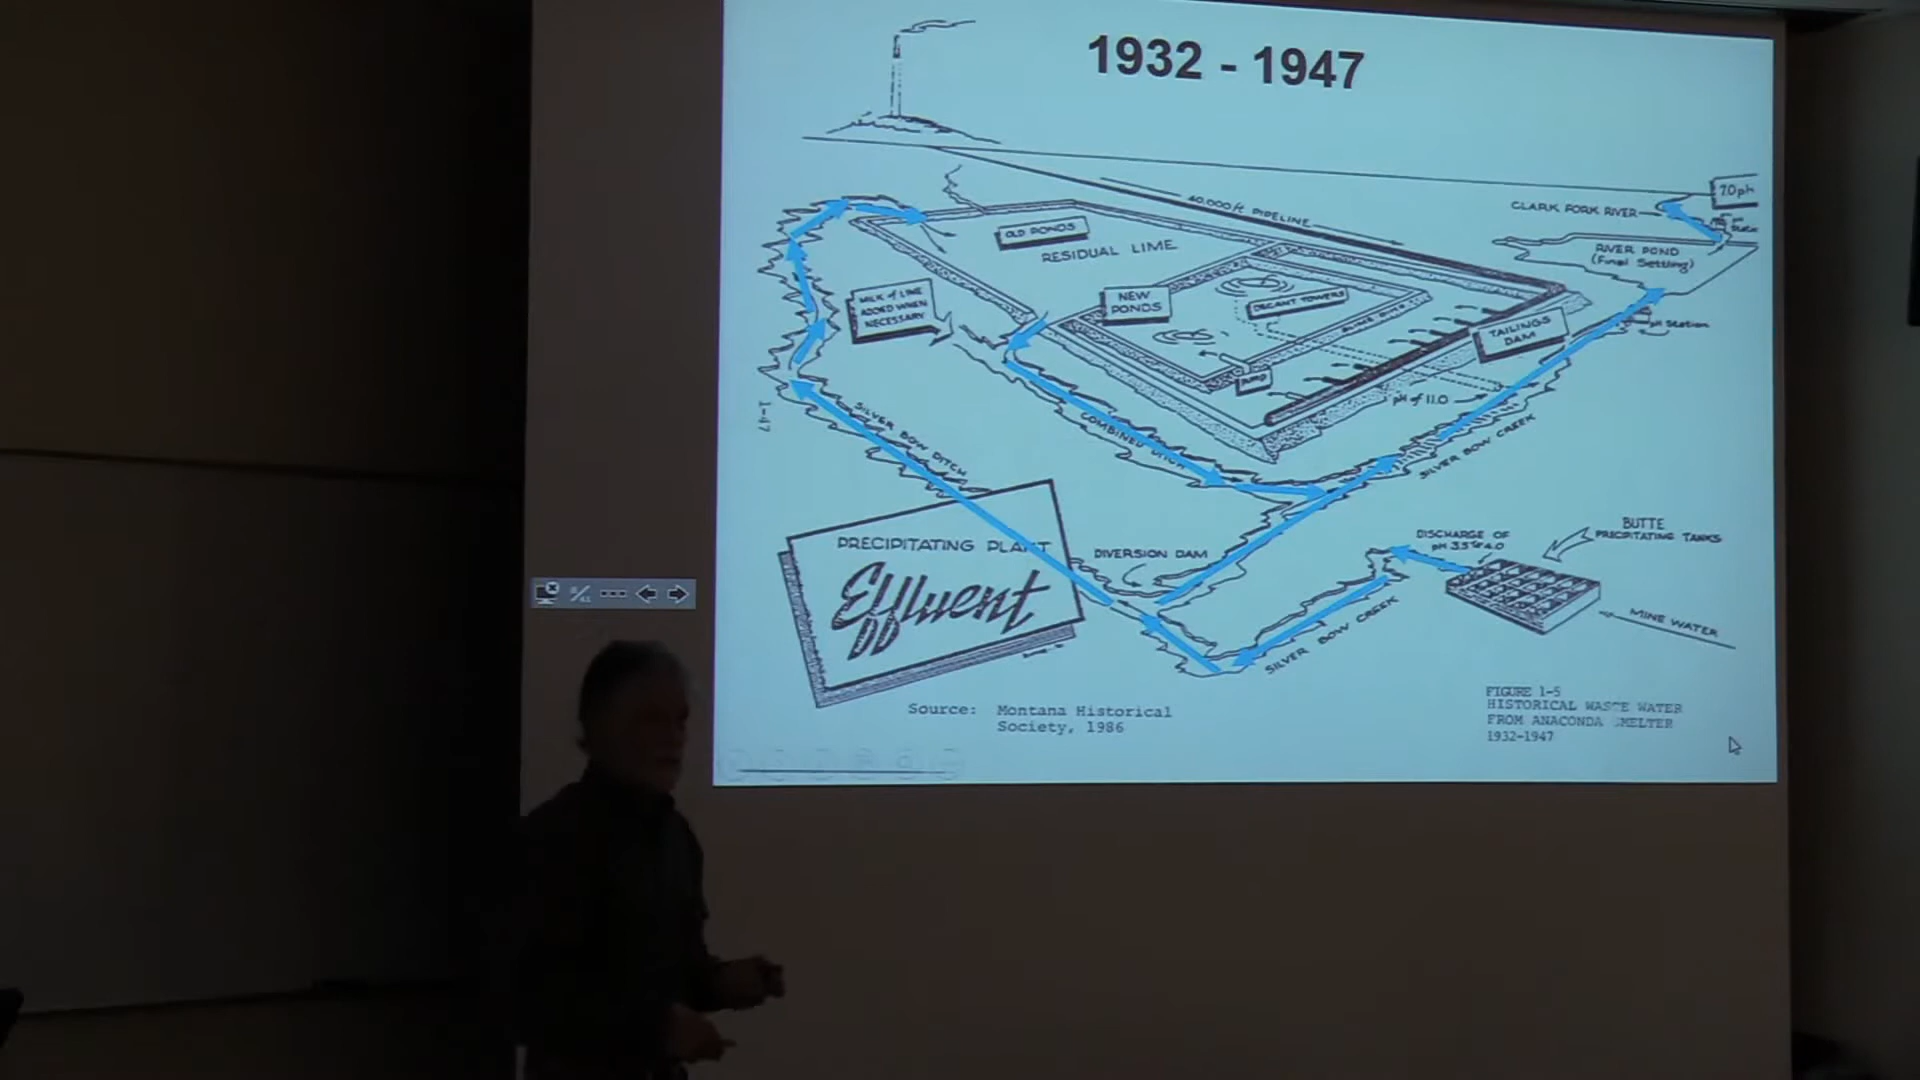 1932 - 1947
40,000 ft PIPELINE
7.0 ph
CLARK FORK RIVER
RIVER POND
(Final Settling)
OLD PONDS
RESIDUAL LIME
NEW
PONDS
DECANT TOWERS
MILK of LIME
ADDED WHEN
NECESSARY
TAILINGS
DAM
pH Station
PUMP
pH of 11.0
1-47
SILVER BOW DITCH
COMBINED DITCH
SILVER BOW CREEK
PRECIPITATING PLANT
Effluent
DIVERSION DAM
DISCHARGE OF
pH 3.5 to 4.0
BUTTE
PRECIPITATING TANKS
MINE WATER
SILVER BOW CREEK
Source: Montana Historical
Society, 1986
FIGURE 1-5
HISTORICAL WASTE WATER
FROM ANACONDA SMELTER
1932-1947